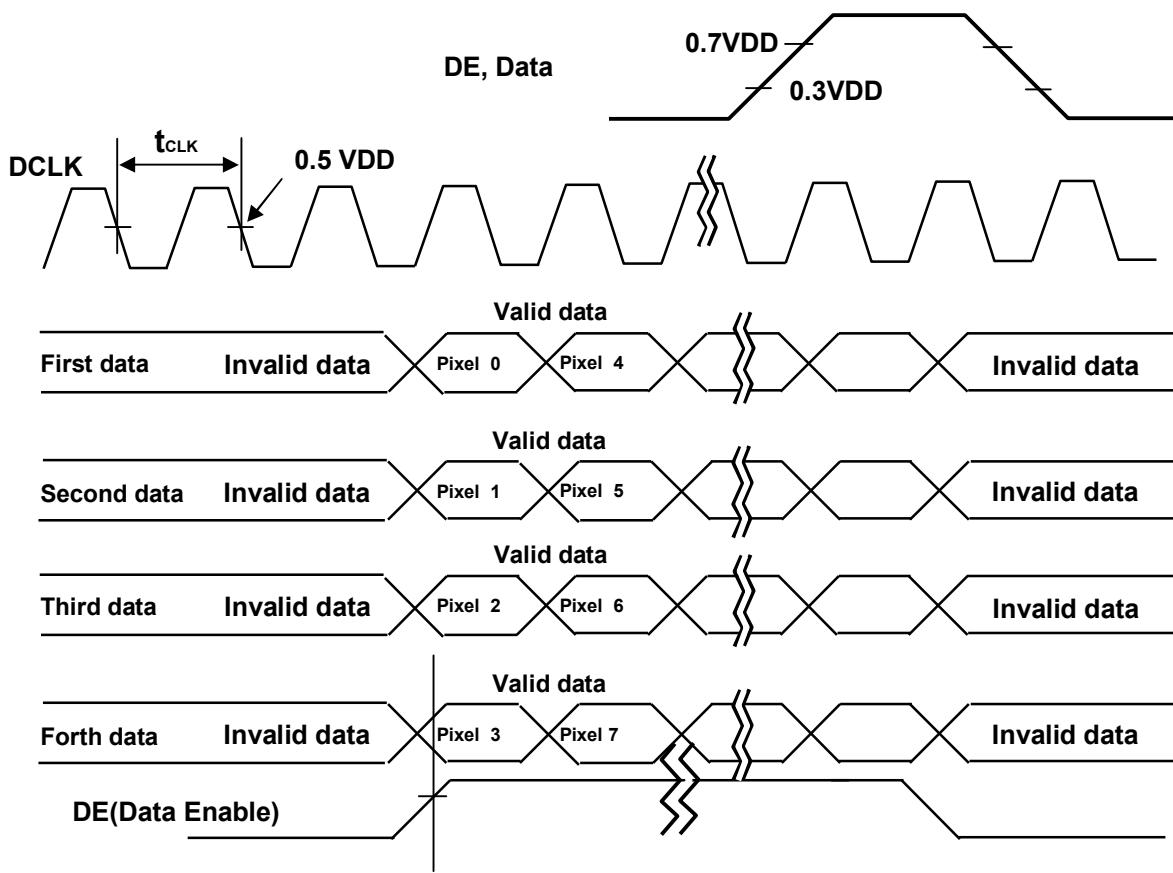 0.7VDD
DE, Data
0.3VDD
tCLK
0.5 VDD
DCLK
Valid data
First data Invalid data Pixel 0 Pixel 4 Invalid data
Valid data
Second data Invalid data Pixel 1 Pixel 5 Invalid data
Valid data
Third data Invalid data Pixel 2 Pixel 6 Invalid data
Valid data
Forth data Invalid data Pixel 3 Pixel 7 Invalid data
DE(Data Enable)